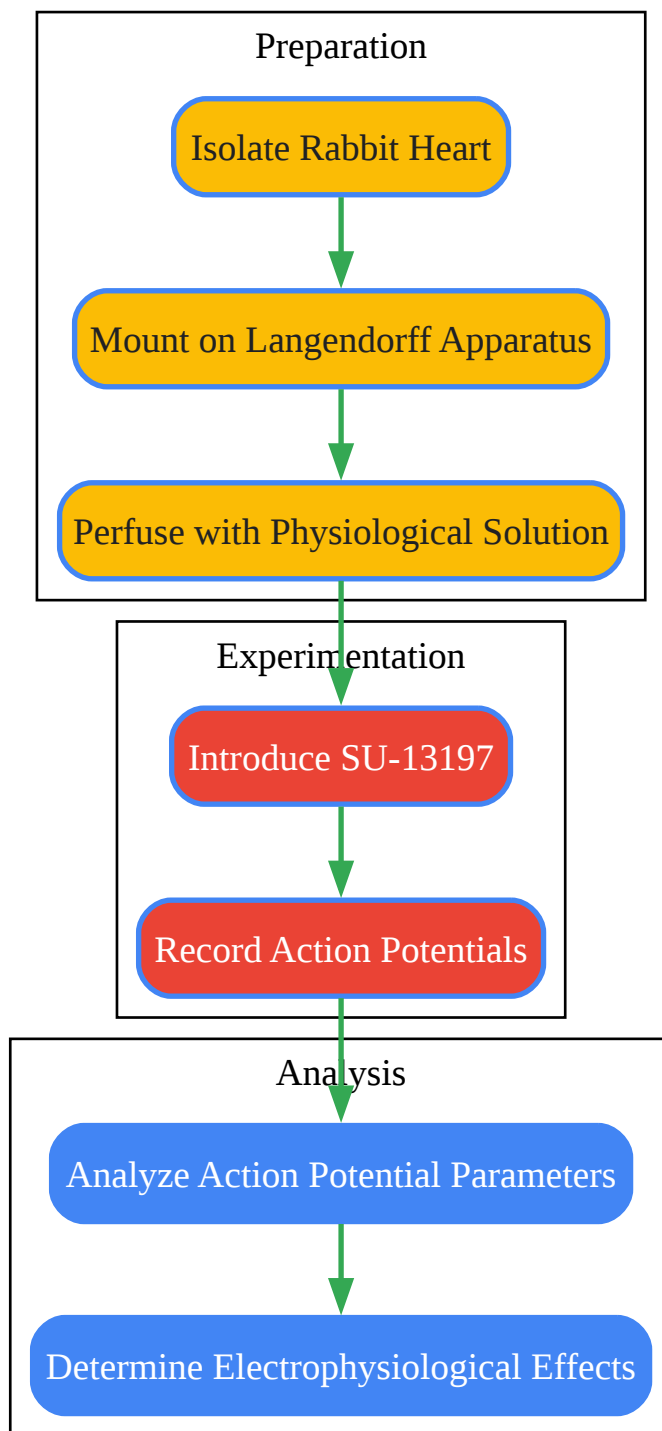 Preparation
Isolate Rabbit Heart
Mount on Langendorff Apparatus
Perfuse with Physiological Solution
Experimentation
Introduce SU-13197
Record Action Potentials
Analysis
Analyze Action Potential Parameters
Determine Electrophysiological Effects